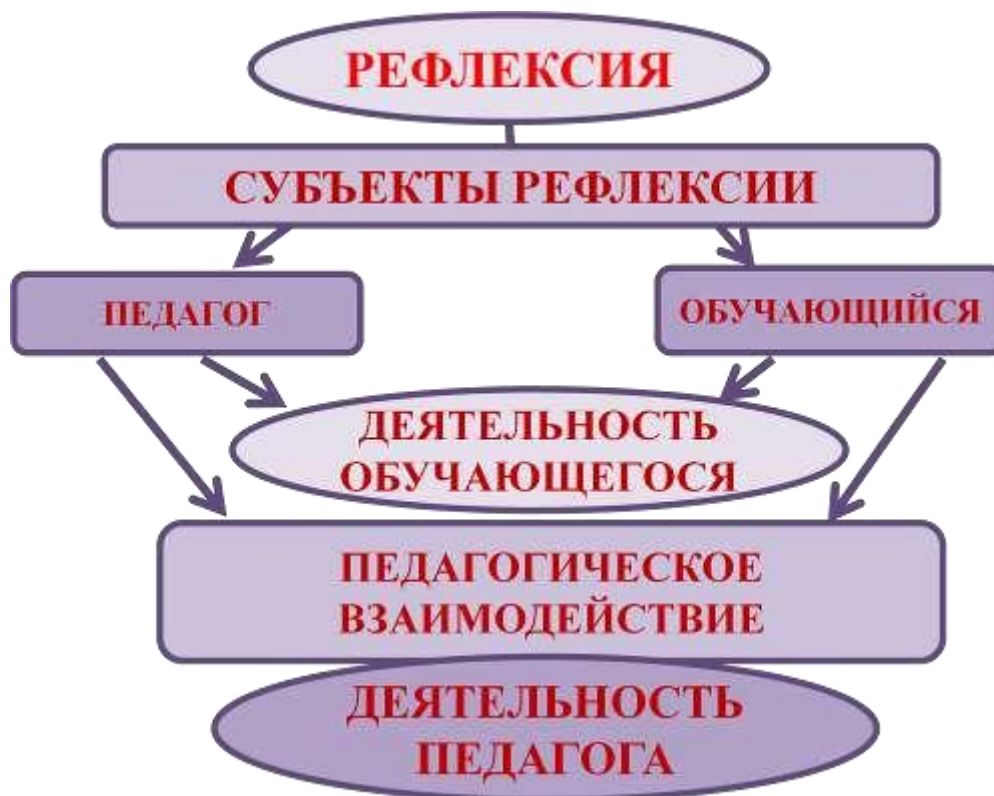 РЕФЛЕКСИЯ
СУБЪЕКТЫ РЕФЛЕКСИИ
ПЕДАГОГ
ОБУЧАЮЩИЙСЯ
ДЕЯТЕЛЬНОСТЬ
ОБУЧАЮЩЕГОСЯ
ПЕДАГОГИЧЕСКОЕ
ВЗАИМОДЕЙСТВИЕ
ДЕЯТЕЛЬНОСТЬ
ПЕДАГОГА